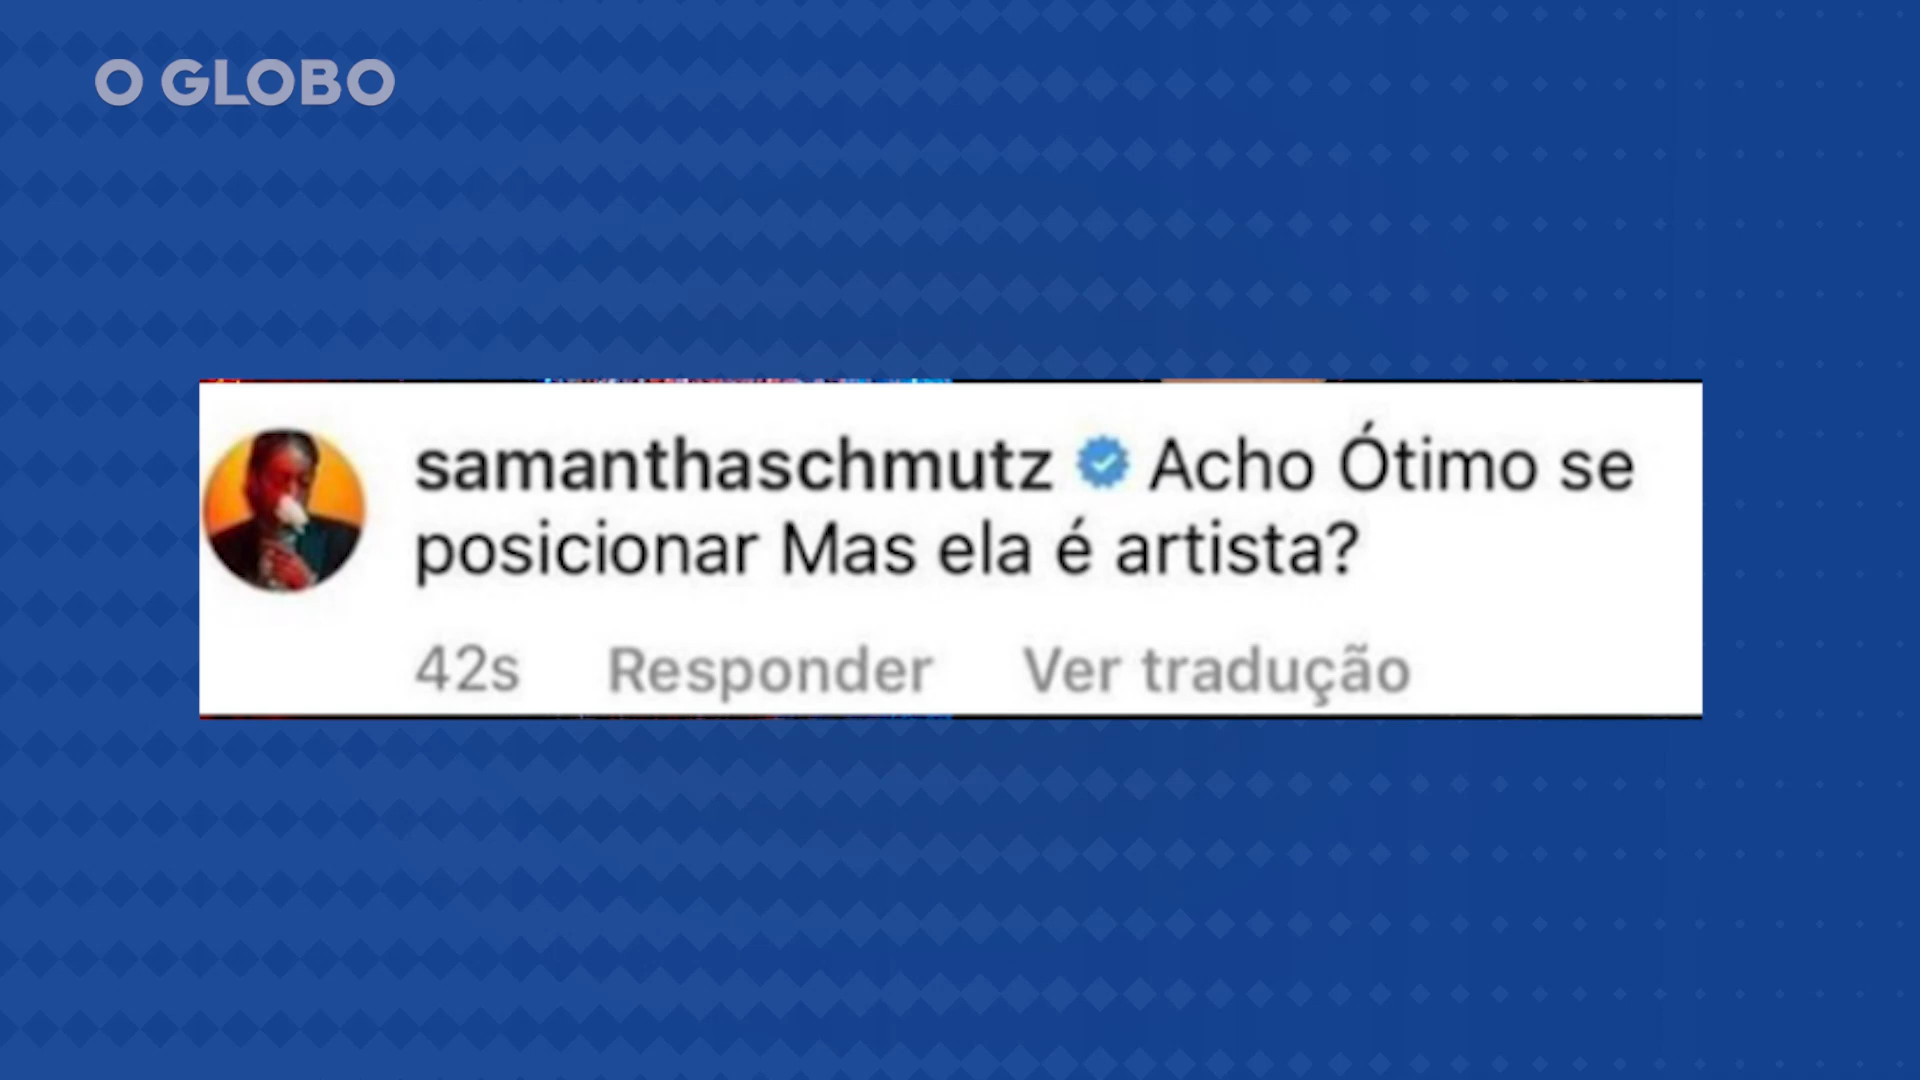 O GLOBO
samanthaschmutz Acho Ótimo se
posicionar Mas ela é artista?
42s Responder Ver tradução